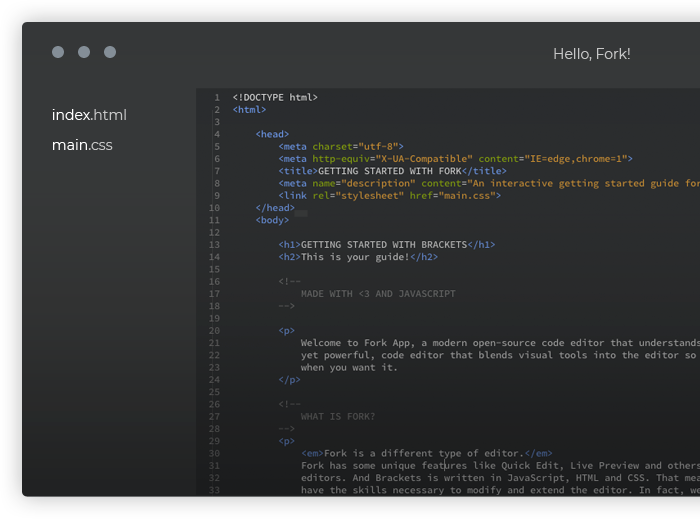 Hello, Fork!
index.html
main.css
1 <!DOCTYPE html>
2 <html>
3
4 <head>
5 <meta charset="utf-8">
6 <meta http-equiv="X-UA-Compatible" content="IE=edge,chrome=1">
7 <title>GETTING STARTED WITH FORK</title>
8 <meta name="description" content="An interactive getting started guide for
9 <link rel="stylesheet" href="main.css">
10 </head>
11 <body>
12
13 <h1>GETTING STARTED WITH BRACKETS</h1>
14 <h2>This is your guide!</h2>
15
16 <!--
17 MADE WITH <3 AND JAVASCRIPT
18 -->
19
20 <p>
21 Welcome to Fork App, a modern open-source code editor that understands
22 yet powerful, code editor that blends visual tools into the editor so
23 when you want it.
24 </p>
25
26 <!--
27 WHAT IS FORK?
28 -->
29 <p>
30 <em>Fork is a different type of editor.</em>
31 Fork has some unique features like Quick Edit, Live Preview and others
32 editors. And Brackets is written in JavaScript, HTML and CSS. That mea
33 have the skills necessary to modify and extend the editor. In fact, we